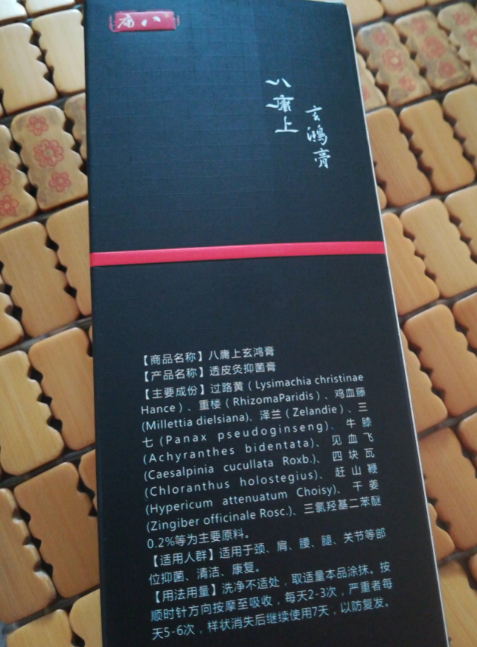 八庸
八庸上
玄鸿膏
【商品名称】八庸上玄鸿膏
【产品名称】透皮灸抑菌膏
【主要成份】过路黄(Lysimachia christinae
Hance)、重楼(RhizomaParidis)、鸡血藤
(Millettia dielsiana)、泽兰(Zelandie)、三
七(Panax pseudoginseng)、牛膝
(Achyranthes bidentata)、见血飞
(Caesalpinia cucullata Roxb.)、四块瓦
(Chloranthus holostegius)、赶山鞭
(Hypericum attenuatum Choisy)、干姜
(Zingiber officinale Rosc.)、三氯羟基二苯醚
0.2%等为主要原料。
【适用人群】适用于颈、肩、腰、腿、关节等部
位抑菌、清洁、康复。
【用法用量】洗净不适处，取适量本品涂抹。按
顺时针方向按摩至吸收，每天2-3次，严重者每
天5-6次，样状消失后继续使用7天，以防复发。